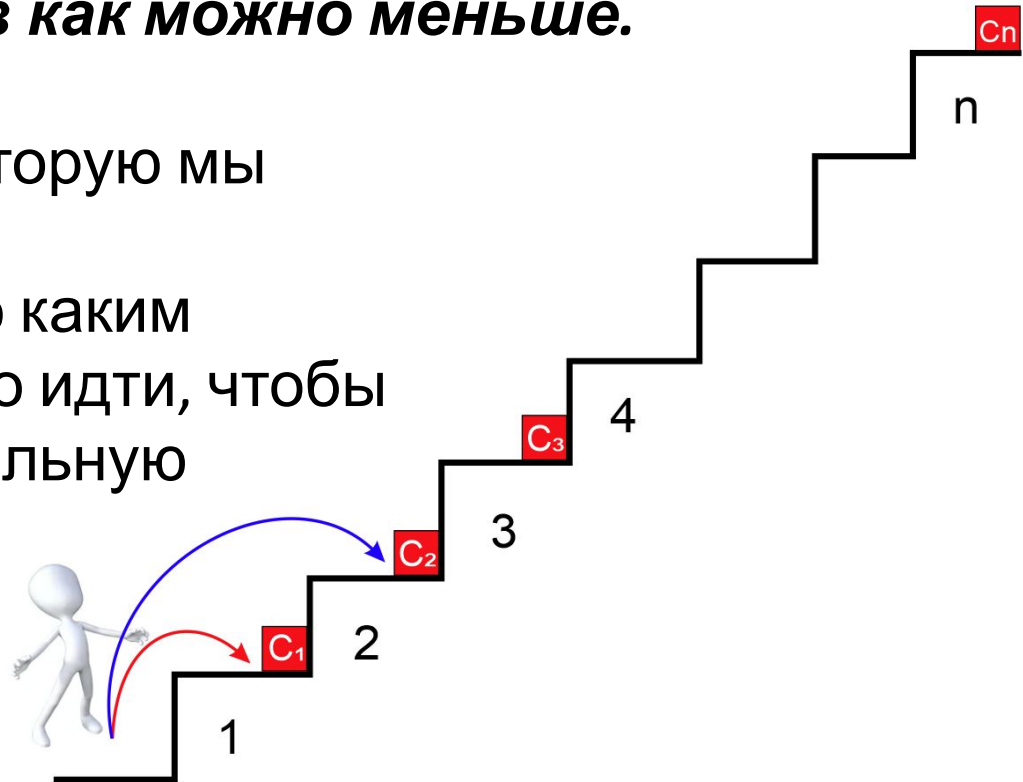 в как можно меньше.
Cn
n
торую мы
о каким
о идти, чтобы
4
C₃
льную
3
C₂
C₁
2
1